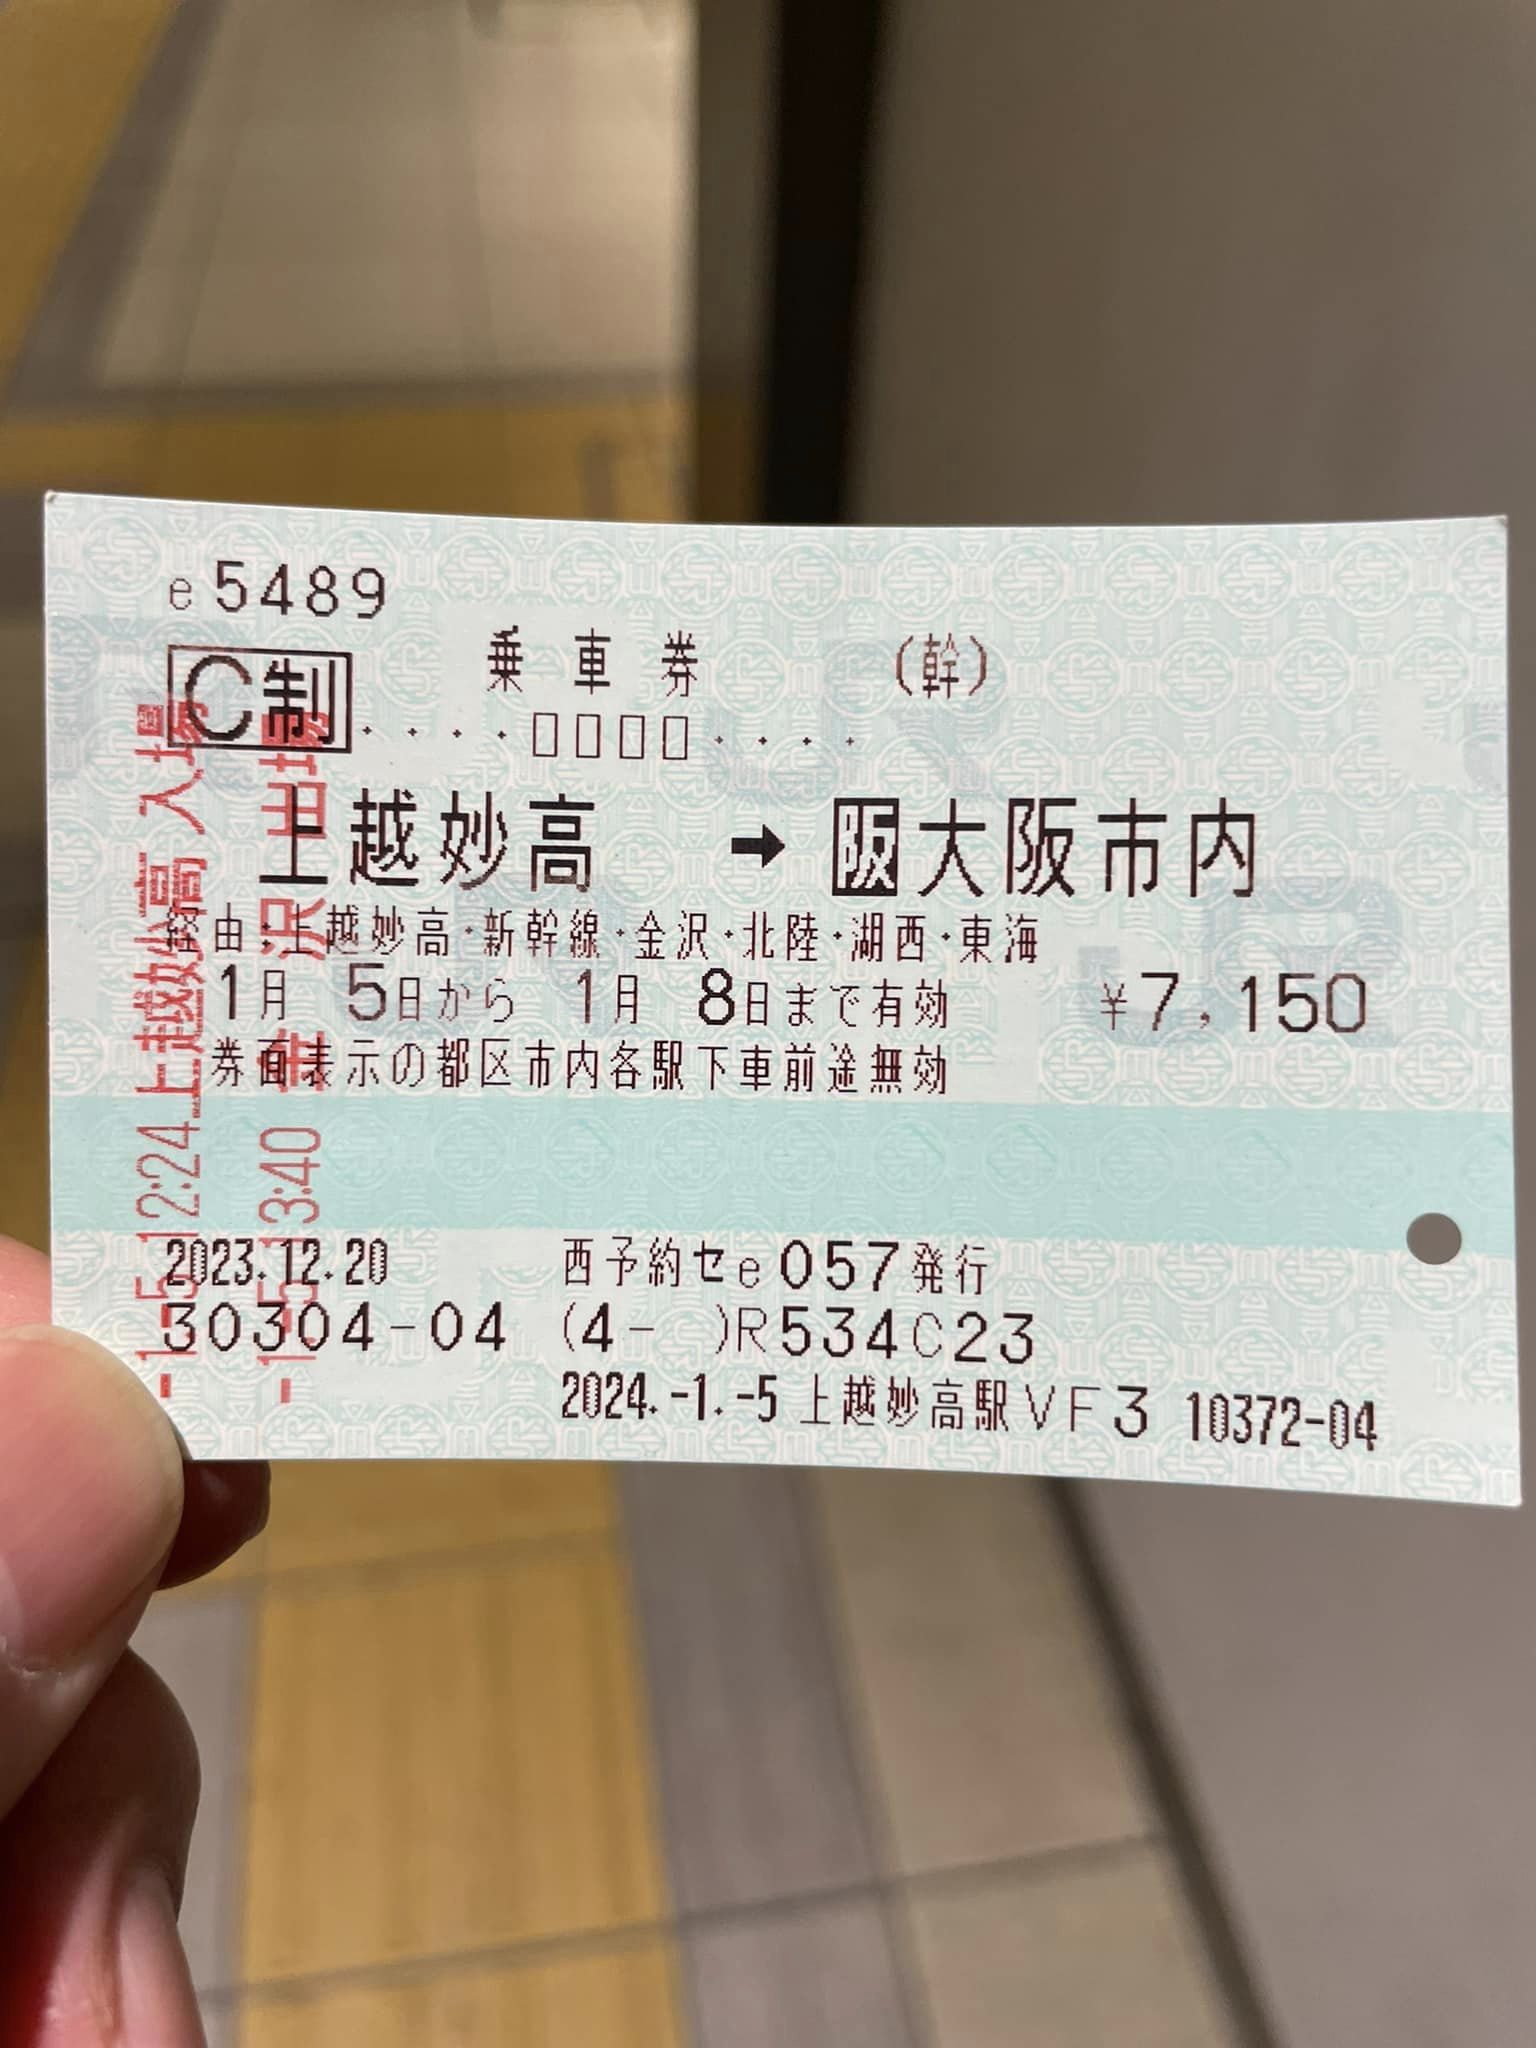 e5489
C制 乗車券 (幹)
....□□□□....
上越妙高 ➡ 阪大阪市内
経由:上越妙高・新幹線・金沢・北陸・湖西・東海
1月 5日から 1月 8日まで有効 ¥7,150
券面表示の都区市内各駅下車前途無効
2023.12.20 西予約セe057発行
30304-04 (4- )R534C23
2024.-1.-5 上越妙高駅VF3 10372-04
-1.-5 12:24 上越妙高 入場
-1.-5 13:40 幹 金沢 出場